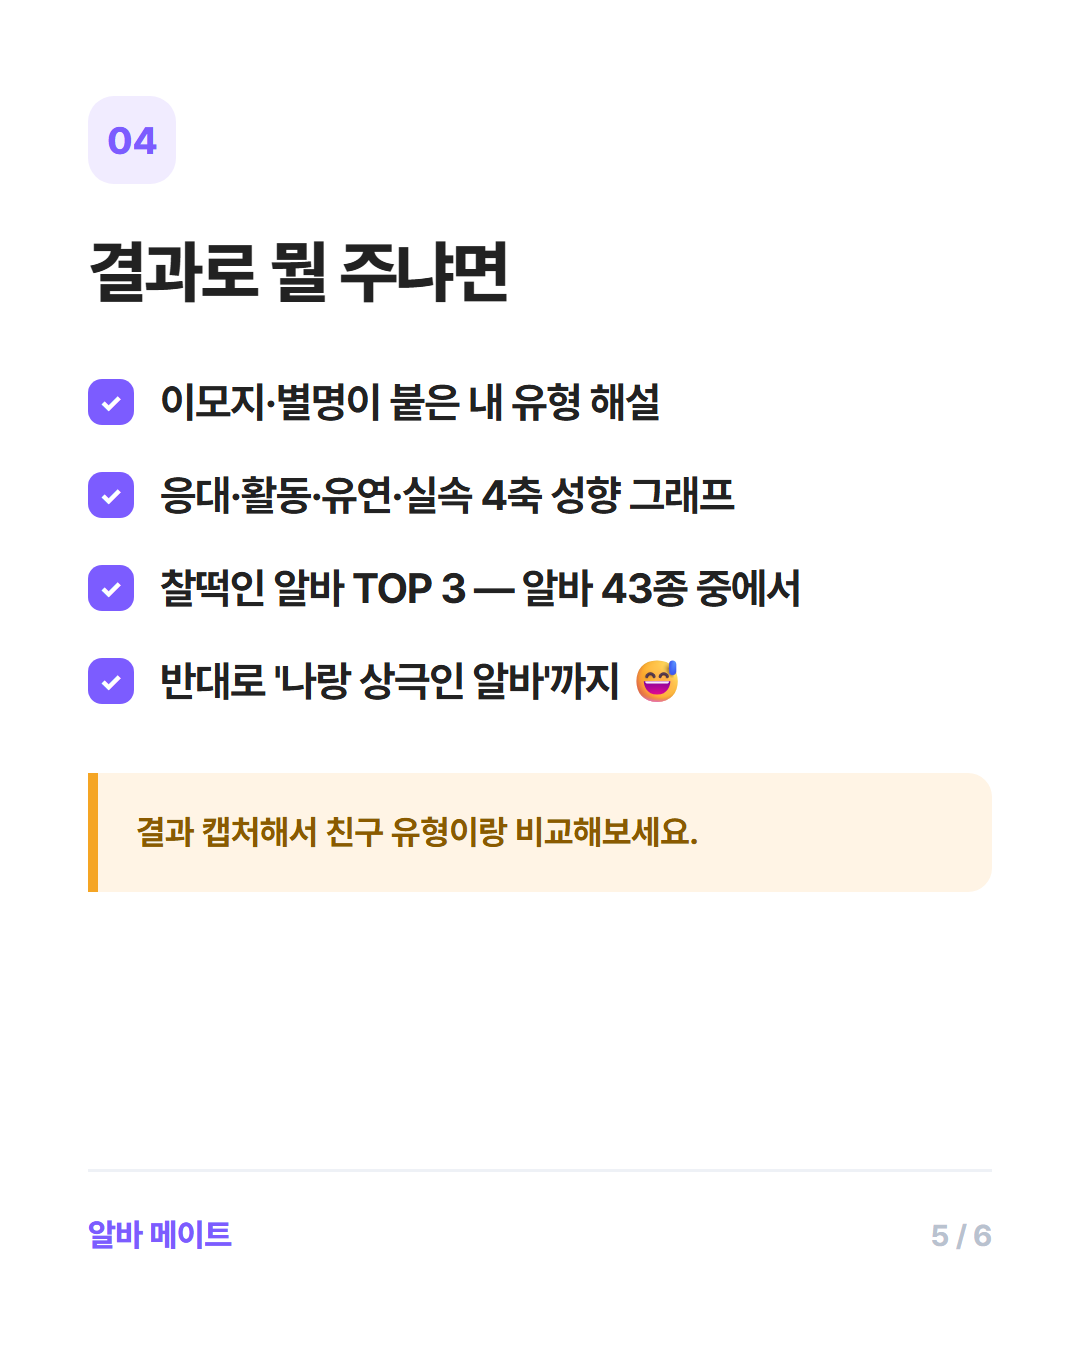 04
결과로 뭘 주냐면
이모지·별명이 붙은 내 유형 해설
응대·활동·유연·실속 4축 성향 그래프
찰떡인 알바 TOP 3 — 알바 43종 중에서
반대로 '나랑 상극인 알바'까지 😅
결과 캡처해서 친구 유형이랑 비교해보세요.
알바 메이트
5 / 6